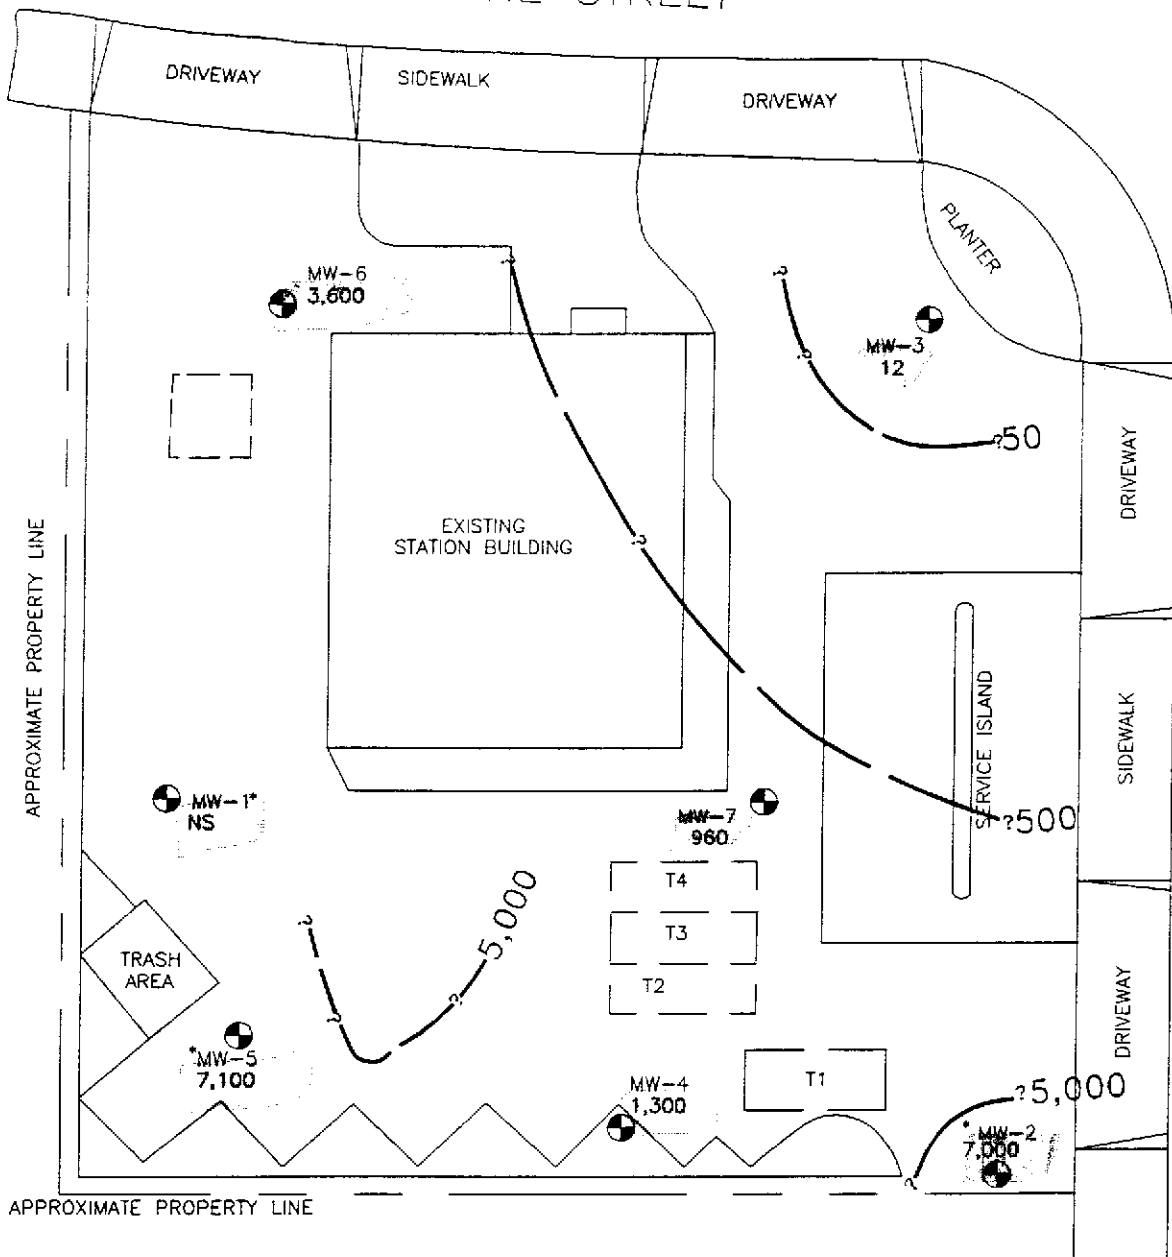 STREET
DRIVEWAY
SIDEWALK
DRIVEWAY
PLANTER
?
MW-6
3,600
?
MW-3
12
?
?50
DRIVEWAY
EXISTING
STATION BUILDING
?
APPROXIMATE PROPERTY LINE
SIDEWALK
SERVICE ISLAND
MW-1*
NS
MW-7
960
?500
T4
5,000
?
T3
TRASH
AREA
T2
?
?
DRIVEWAY
*MW-5
7,100
T1
MW-4
1,300
?5,000
* MW-2
7,000
?
APPROXIMATE PROPERTY LINE